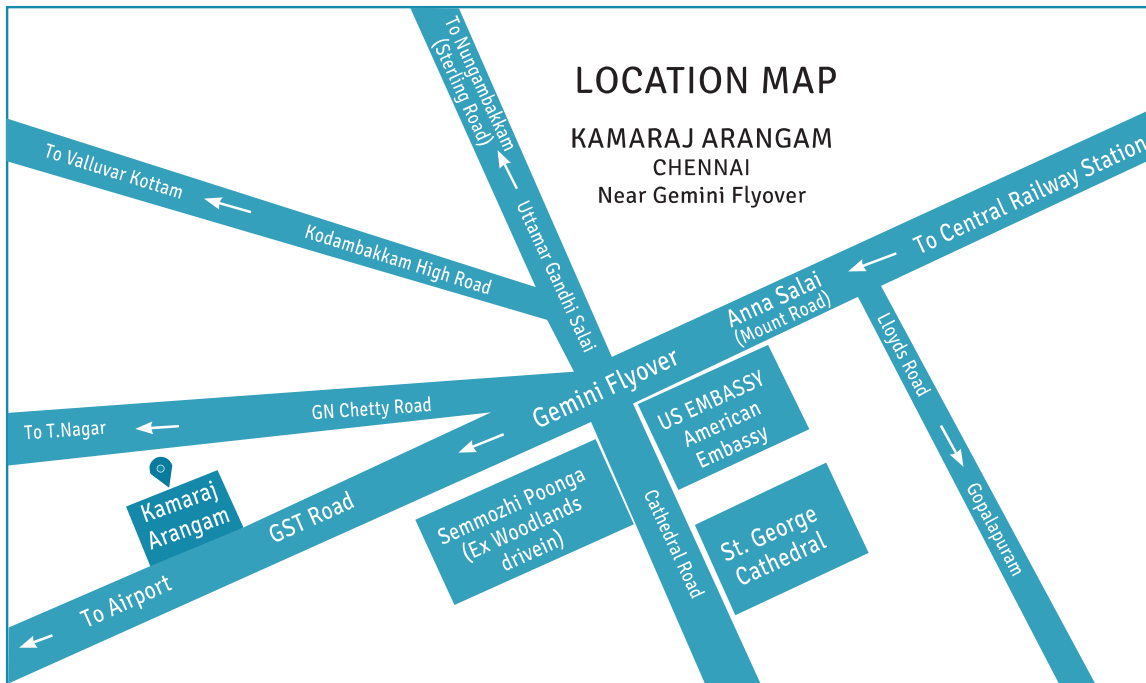 LOCATION MAP
KAMARAJ ARANGAM
CHENNAI
Near Gemini Flyover
To Nungambakkam
(Sterling Road)
Uttamar Gandhi Salai
To Valluvar Kottam
Kodambakkam High Road
To Central Railway Station
Anna Salai
(Mount Road)
Lloyds Road
Gopalapuram
Gemini Flyover
US EMBASSY
American
Embassy
GN Chetty Road
To T.Nagar
Kamaraj
Arangam
GST Road
To Airport
Semmozhi Poonga
(Ex Woodlands
drivein)
Cathedral Road
St. George
Cathedral